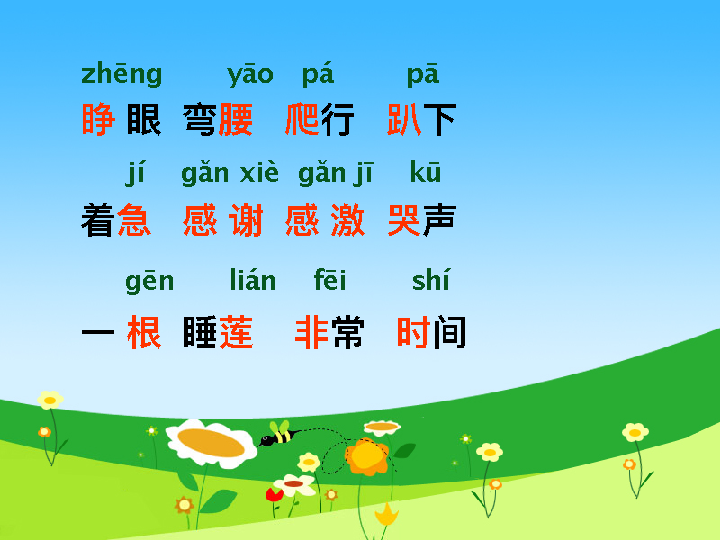 zhēng yāo pá pā
睁 眼 弯腰 爬行 趴下
jí gǎn xiè gǎn jī kū
着急 感 谢 感 激 哭声
gēn lián fēi shí
一 根 睡莲 非常 时间